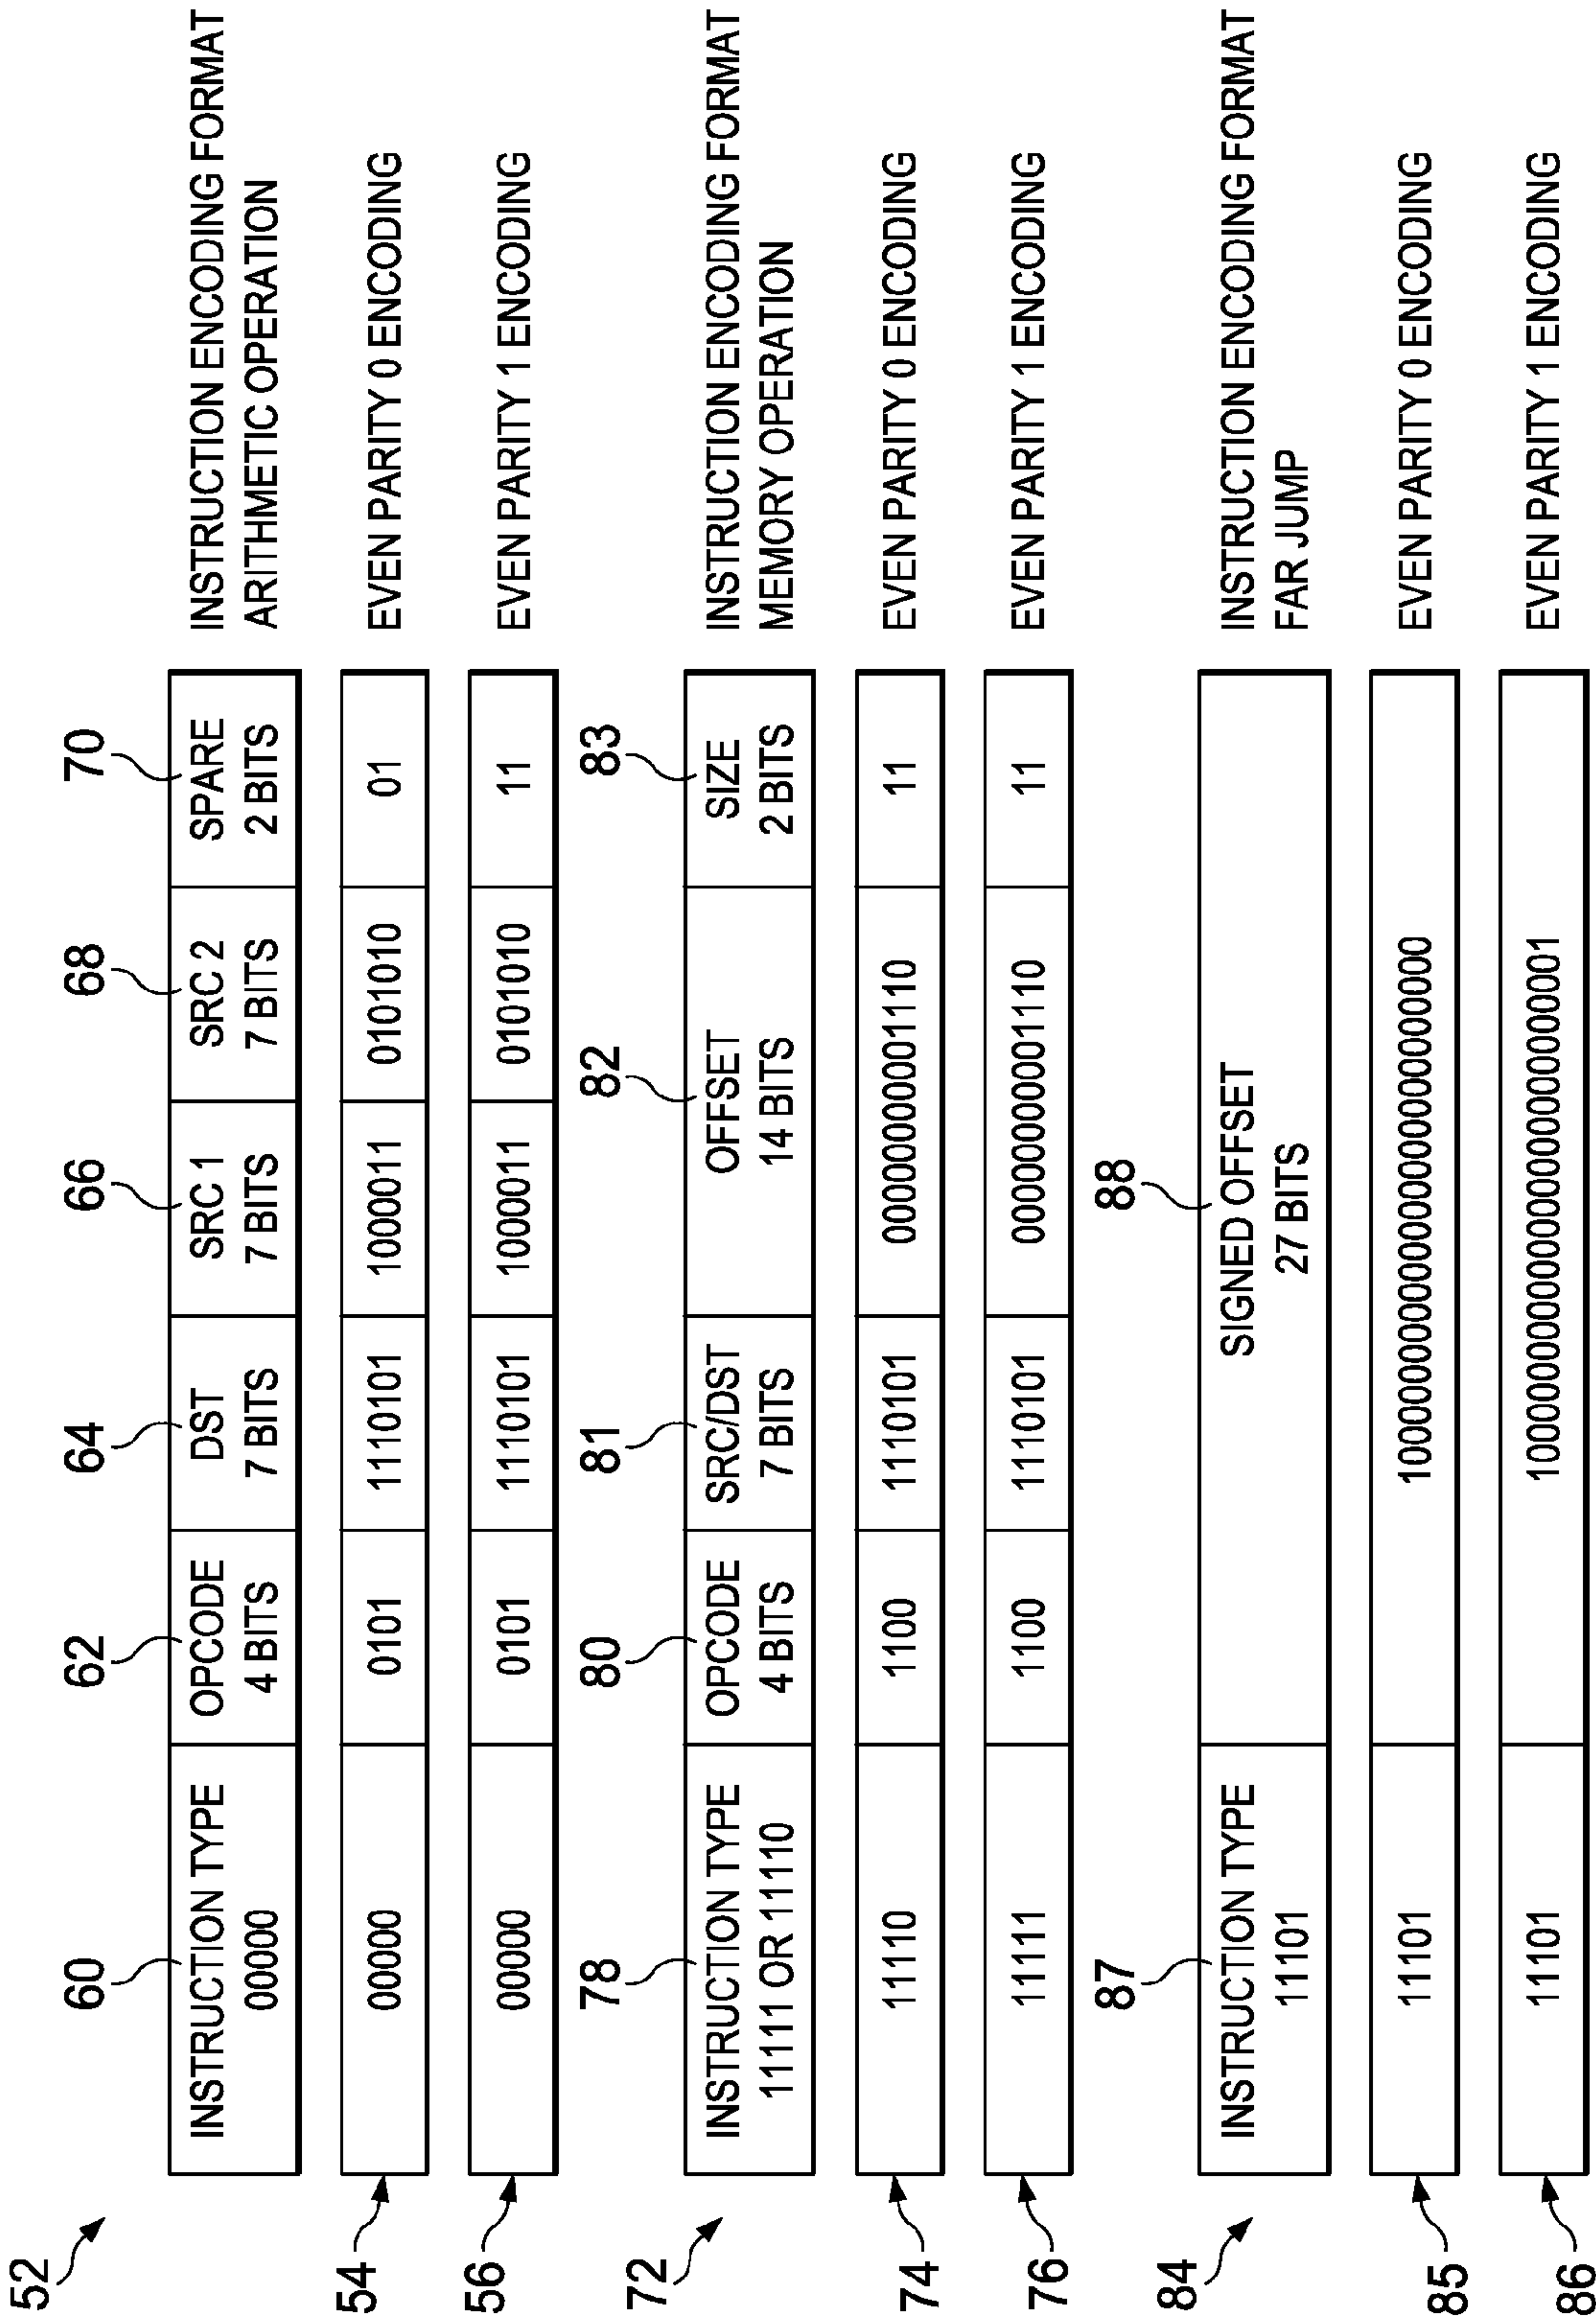 52
60
62
64
66
68
70
INSTRUCTION TYPE
00000
OPCODE
4 BITS
DST
7 BITS
SRC 1
7 BITS
SRC 2
7 BITS
SPARE
2 BITS
INSTRUCTION ENCODING FORMAT
ARITHMETIC OPERATION
54
00000
0101
1110101
1000011
0101010
01
EVEN PARITY 0 ENCODING
56
00000
0101
1110101
1000011
0101010
11
EVEN PARITY 1 ENCODING
72
78
80
81
82
83
INSTRUCTION TYPE
11111 OR 11110
OPCODE
4 BITS
SRC/DST
7 BITS
OFFSET
14 BITS
SIZE
2 BITS
INSTRUCTION ENCODING FORMAT
MEMORY OPERATION
74
11110
1100
1110101
00000000001110
11
EVEN PARITY 0 ENCODING
76
11111
1100
1110101
00000000001110
11
EVEN PARITY 1 ENCODING
84
87
88
INSTRUCTION TYPE
11101
SIGNED OFFSET
27 BITS
INSTRUCTION ENCODING FORMAT
FAR JUMP
85
11101
100000000000000000000000000
EVEN PARITY 0 ENCODING
86
11101
100000000000000000000000001
EVEN PARITY 1 ENCODING